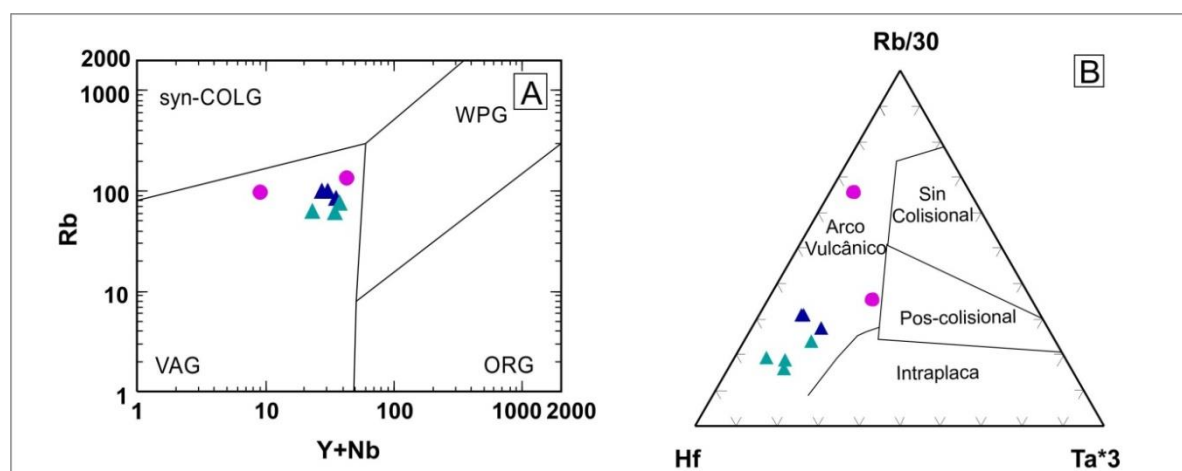 A
2000
1000
100
10
1
Rb
syn-COLG
WPG
VAG
ORG
1
10
100
1000
2000
Y+Nb
B
Rb/30
Sin
Colisional
Arco
Vulcânico
Pos-colisional
Intraplaca
Hf
Ta*3